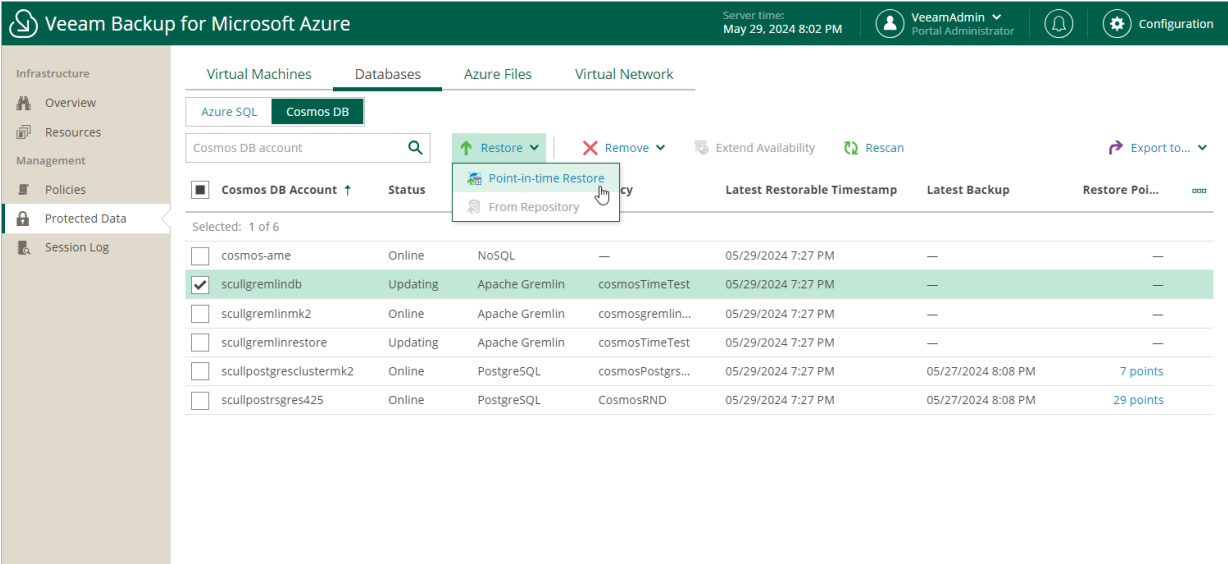 Veeam Backup for Microsoft Azure
Server time:
May 29, 2024 8:02 PM
VeeamAdmin
Portal Administrator
Configuration
Infrastructure
Overview
Resources
Management
Policies
Protected Data
Session Log
Virtual Machines Databases Azure Files Virtual Network
Azure SQL Cosmos DB
Cosmos DB account Restore Remove Extend Availability Rescan Export to...
Point-in-time Restore
From Repository
Cosmos DB Account Status cy Latest Restorable Timestamp Latest Backup Restore Poi...
Selected: 1 of 6
cosmos-ame Online NoSQL — 05/29/2024 7:27 PM — —
scullgremlindb Updating Apache Gremlin cosmosTimeTest 05/29/2024 7:27 PM — —
scullgremlinmk2 Online Apache Gremlin cosmosgremlin... 05/29/2024 7:27 PM — —
scullgremlinrestore Updating Apache Gremlin cosmosTimeTest 05/29/2024 7:27 PM — —
scullpostgresclustermk2 Online PostgreSQL cosmosPostgrs... 05/29/2024 7:27 PM 05/27/2024 8:08 PM 7 points
scullpostrsgres425 Online PostgreSQL CosmosRND 05/29/2024 7:27 PM 05/27/2024 8:08 PM 29 points